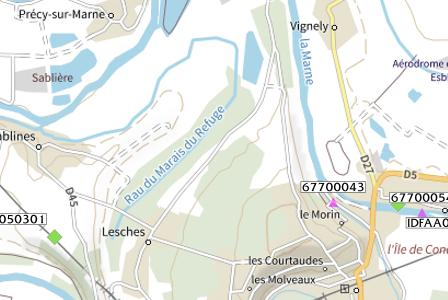 Précy-sur-Marne
Vignely
la Marne
Sablière
Aérodrome
Esb
Rau du Marais du Refuge
ablines
D27
D5
D45
67700043
6770005
050301
le Morin
IDFAA0
Lesches
l'Île de Con
les Courtaudes
les Molveaux